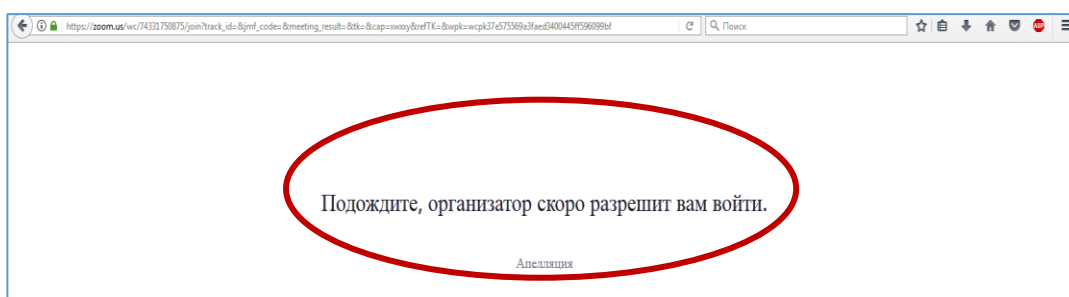 https://zoom.us/wc/74331750875/join?track_id=&jmf_code=&meeting_result=&tk=&cap=xwxxy&refTK=&wpk=wcpk37e575569a3faed3400445ff596099bf
Поиск
ABP
Подождите, организатор скоро разрешит вам войти.
Апелляция